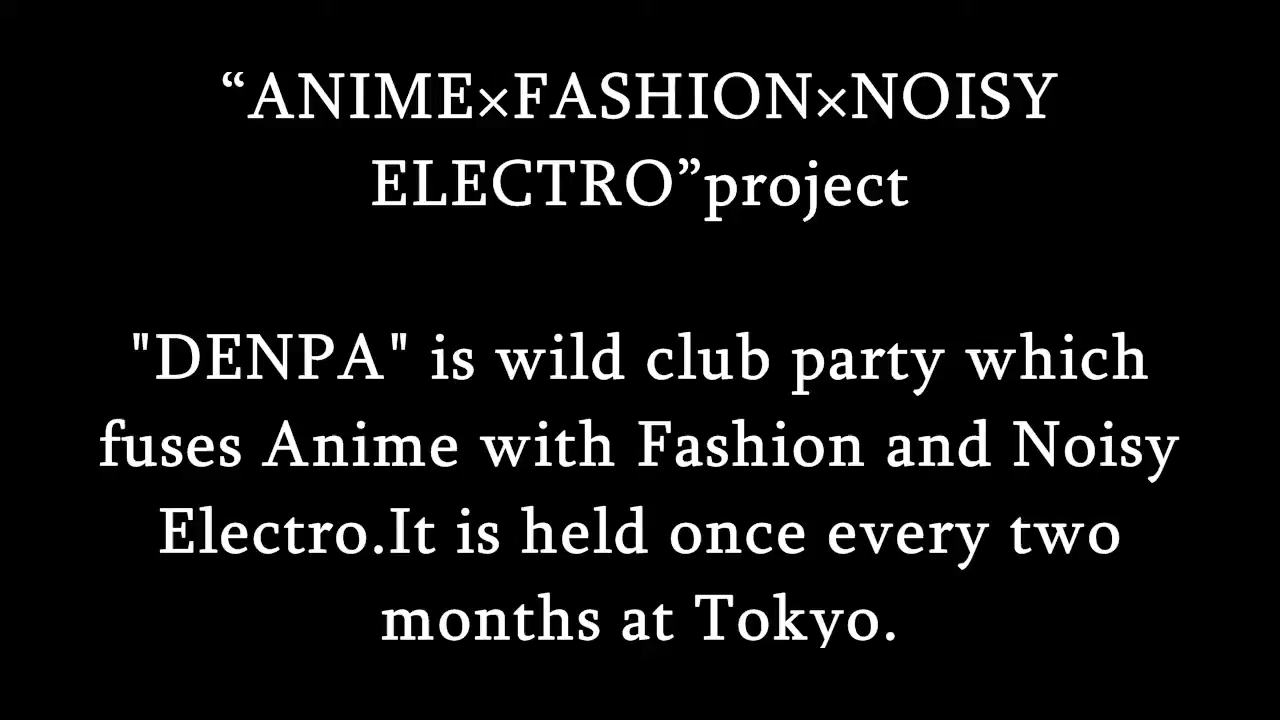 “ANIME×FASHION×NOISY
ELECTRO”project
"DENPA" is wild club party which
fuses Anime with Fashion and Noisy
Electro.It is held once every two
months at Tokyo.